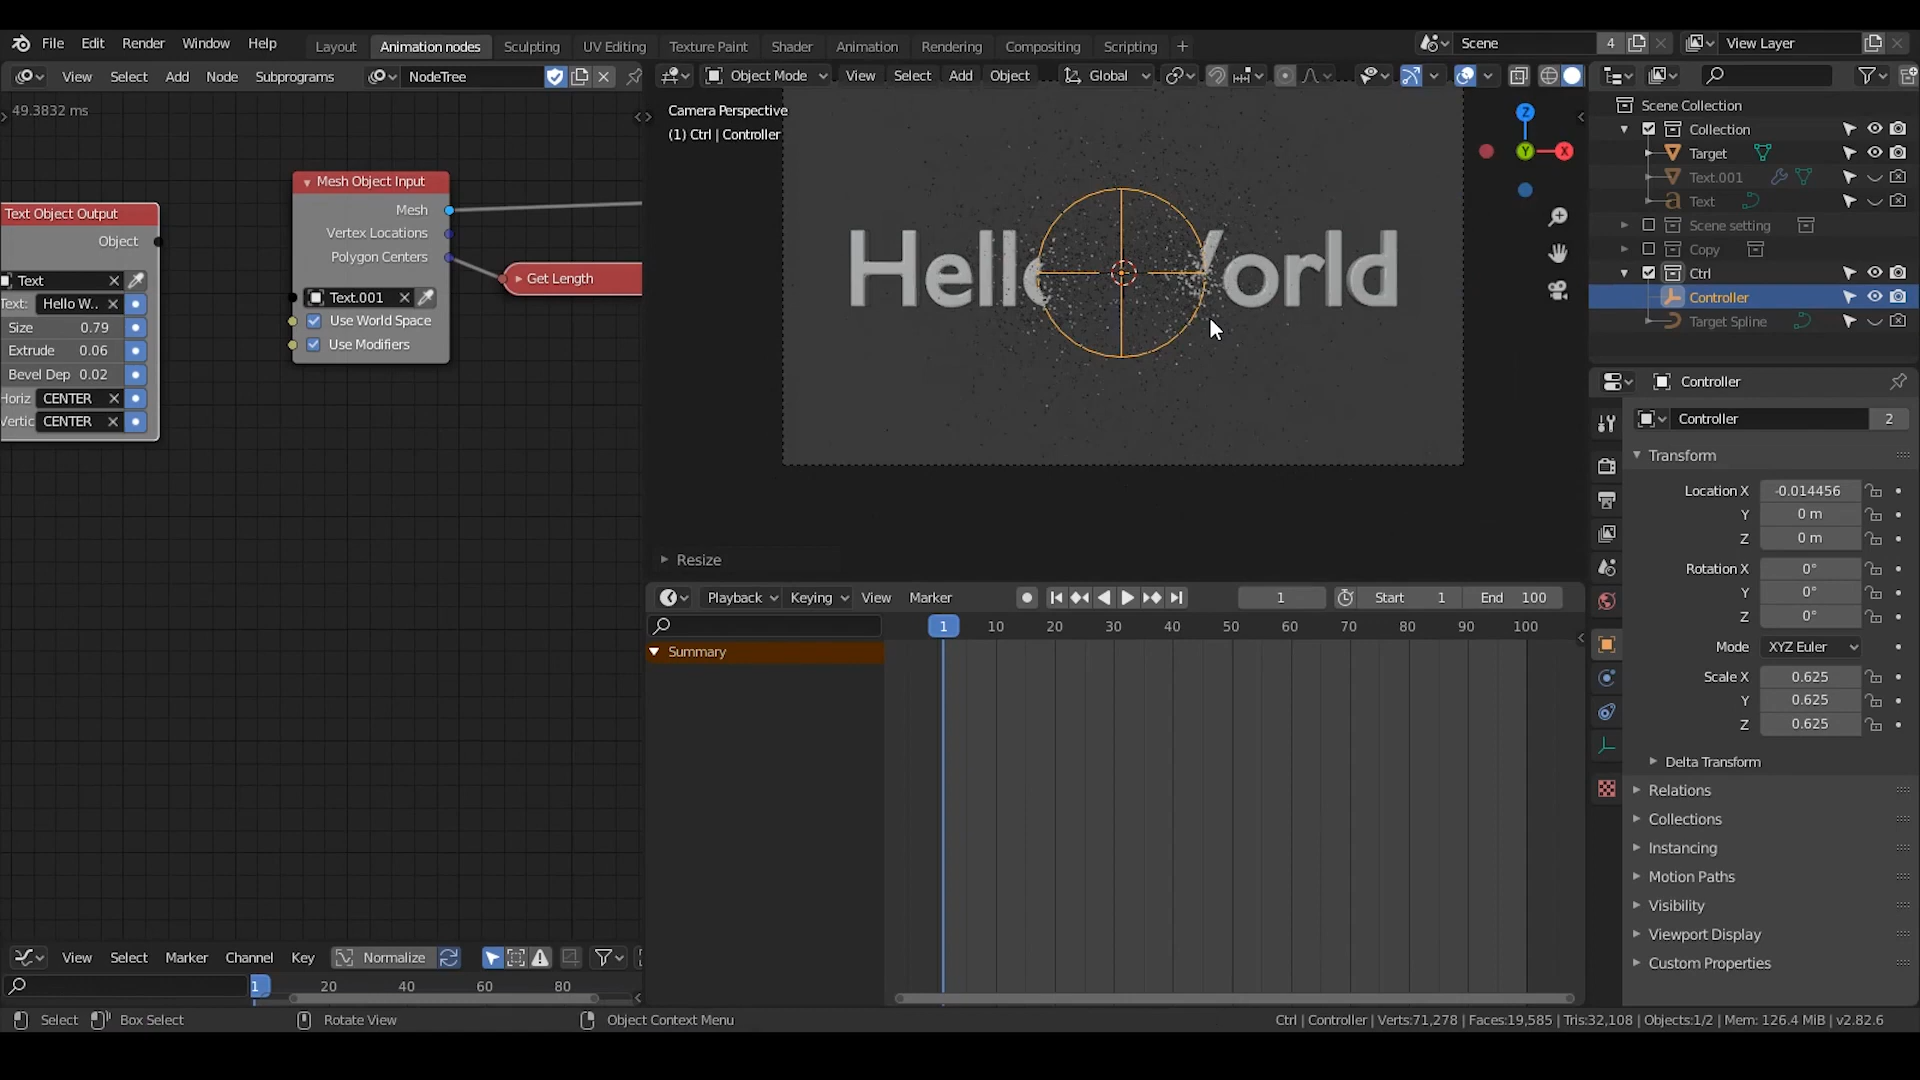 File Edit Render Window Help Layout Animation nodes Sculpting UV Editing Texture Paint Shader Animation Rendering Compositing Scripting Scene 4 View Layer
View Select Add Node Subprograms NodeTree
Object Mode View Select Add Object Global
49.3832 ms
Text Object Output
Object
Text
Text: Hello W..
Size 0.79
Extrude 0.06
Bevel Dep 0.02
Horiz CENTER
Vertic CENTER
Mesh Object Input
Mesh
Vertex Locations
Polygon Centers
Text.001
Use World Space
Use Modifiers
Get Length
Camera Perspective
(1) Ctrl | Controller
Hello World
Z
Y
X
Resize
Scene Collection
Collection
Target
Text.001
Text
Scene setting
Copy
Ctrl
Controller
Target Spline
Controller
Controller 2
Transform
Location X -0.014456
Y 0 m
Z 0 m
Rotation X 0°
Y 0°
Z 0°
Mode XYZ Euler
Scale X 0.625
Y 0.625
Z 0.625
Delta Transform
Relations
Collections
Instancing
Motion Paths
Visibility
Viewport Display
Custom Properties
Playback Keying View Marker 1 Start 1 End 100
1 10 20 30 40 50 60 70 80 90 100
Summary
View Select Marker Channel Key Normalize
1 20 40 60 80
Select Box Select Rotate View Object Context Menu
Ctrl | Controller | Verts:71,278 | Faces:19,585 | Tris:32,108 | Objects:1/2 | Mem: 126.4 MiB | v2.82.6